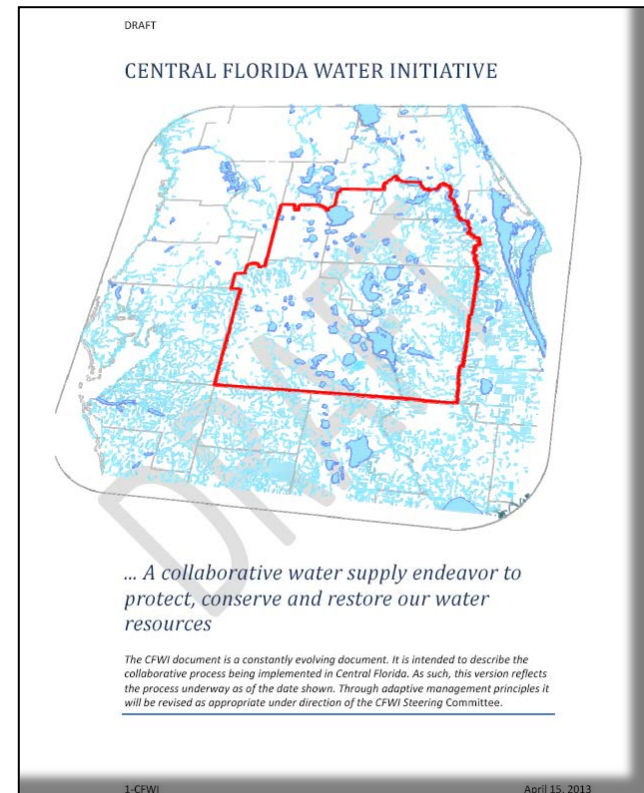 DRAFT
CENTRAL FLORIDA WATER INITIATIVE
DRAFT
... A collaborative water supply endeavor to
protect, conserve and restore our water
resources
The CFWI document is a constantly evolving document. It is intended to describe the
collaborative process being implemented in Central Florida. As such, this version reflects
the process underway as of the date shown. Through adaptive management principles it
will be revised as appropriate under direction of the CFWI Steering Committee.
1-CFWI April 15, 2013